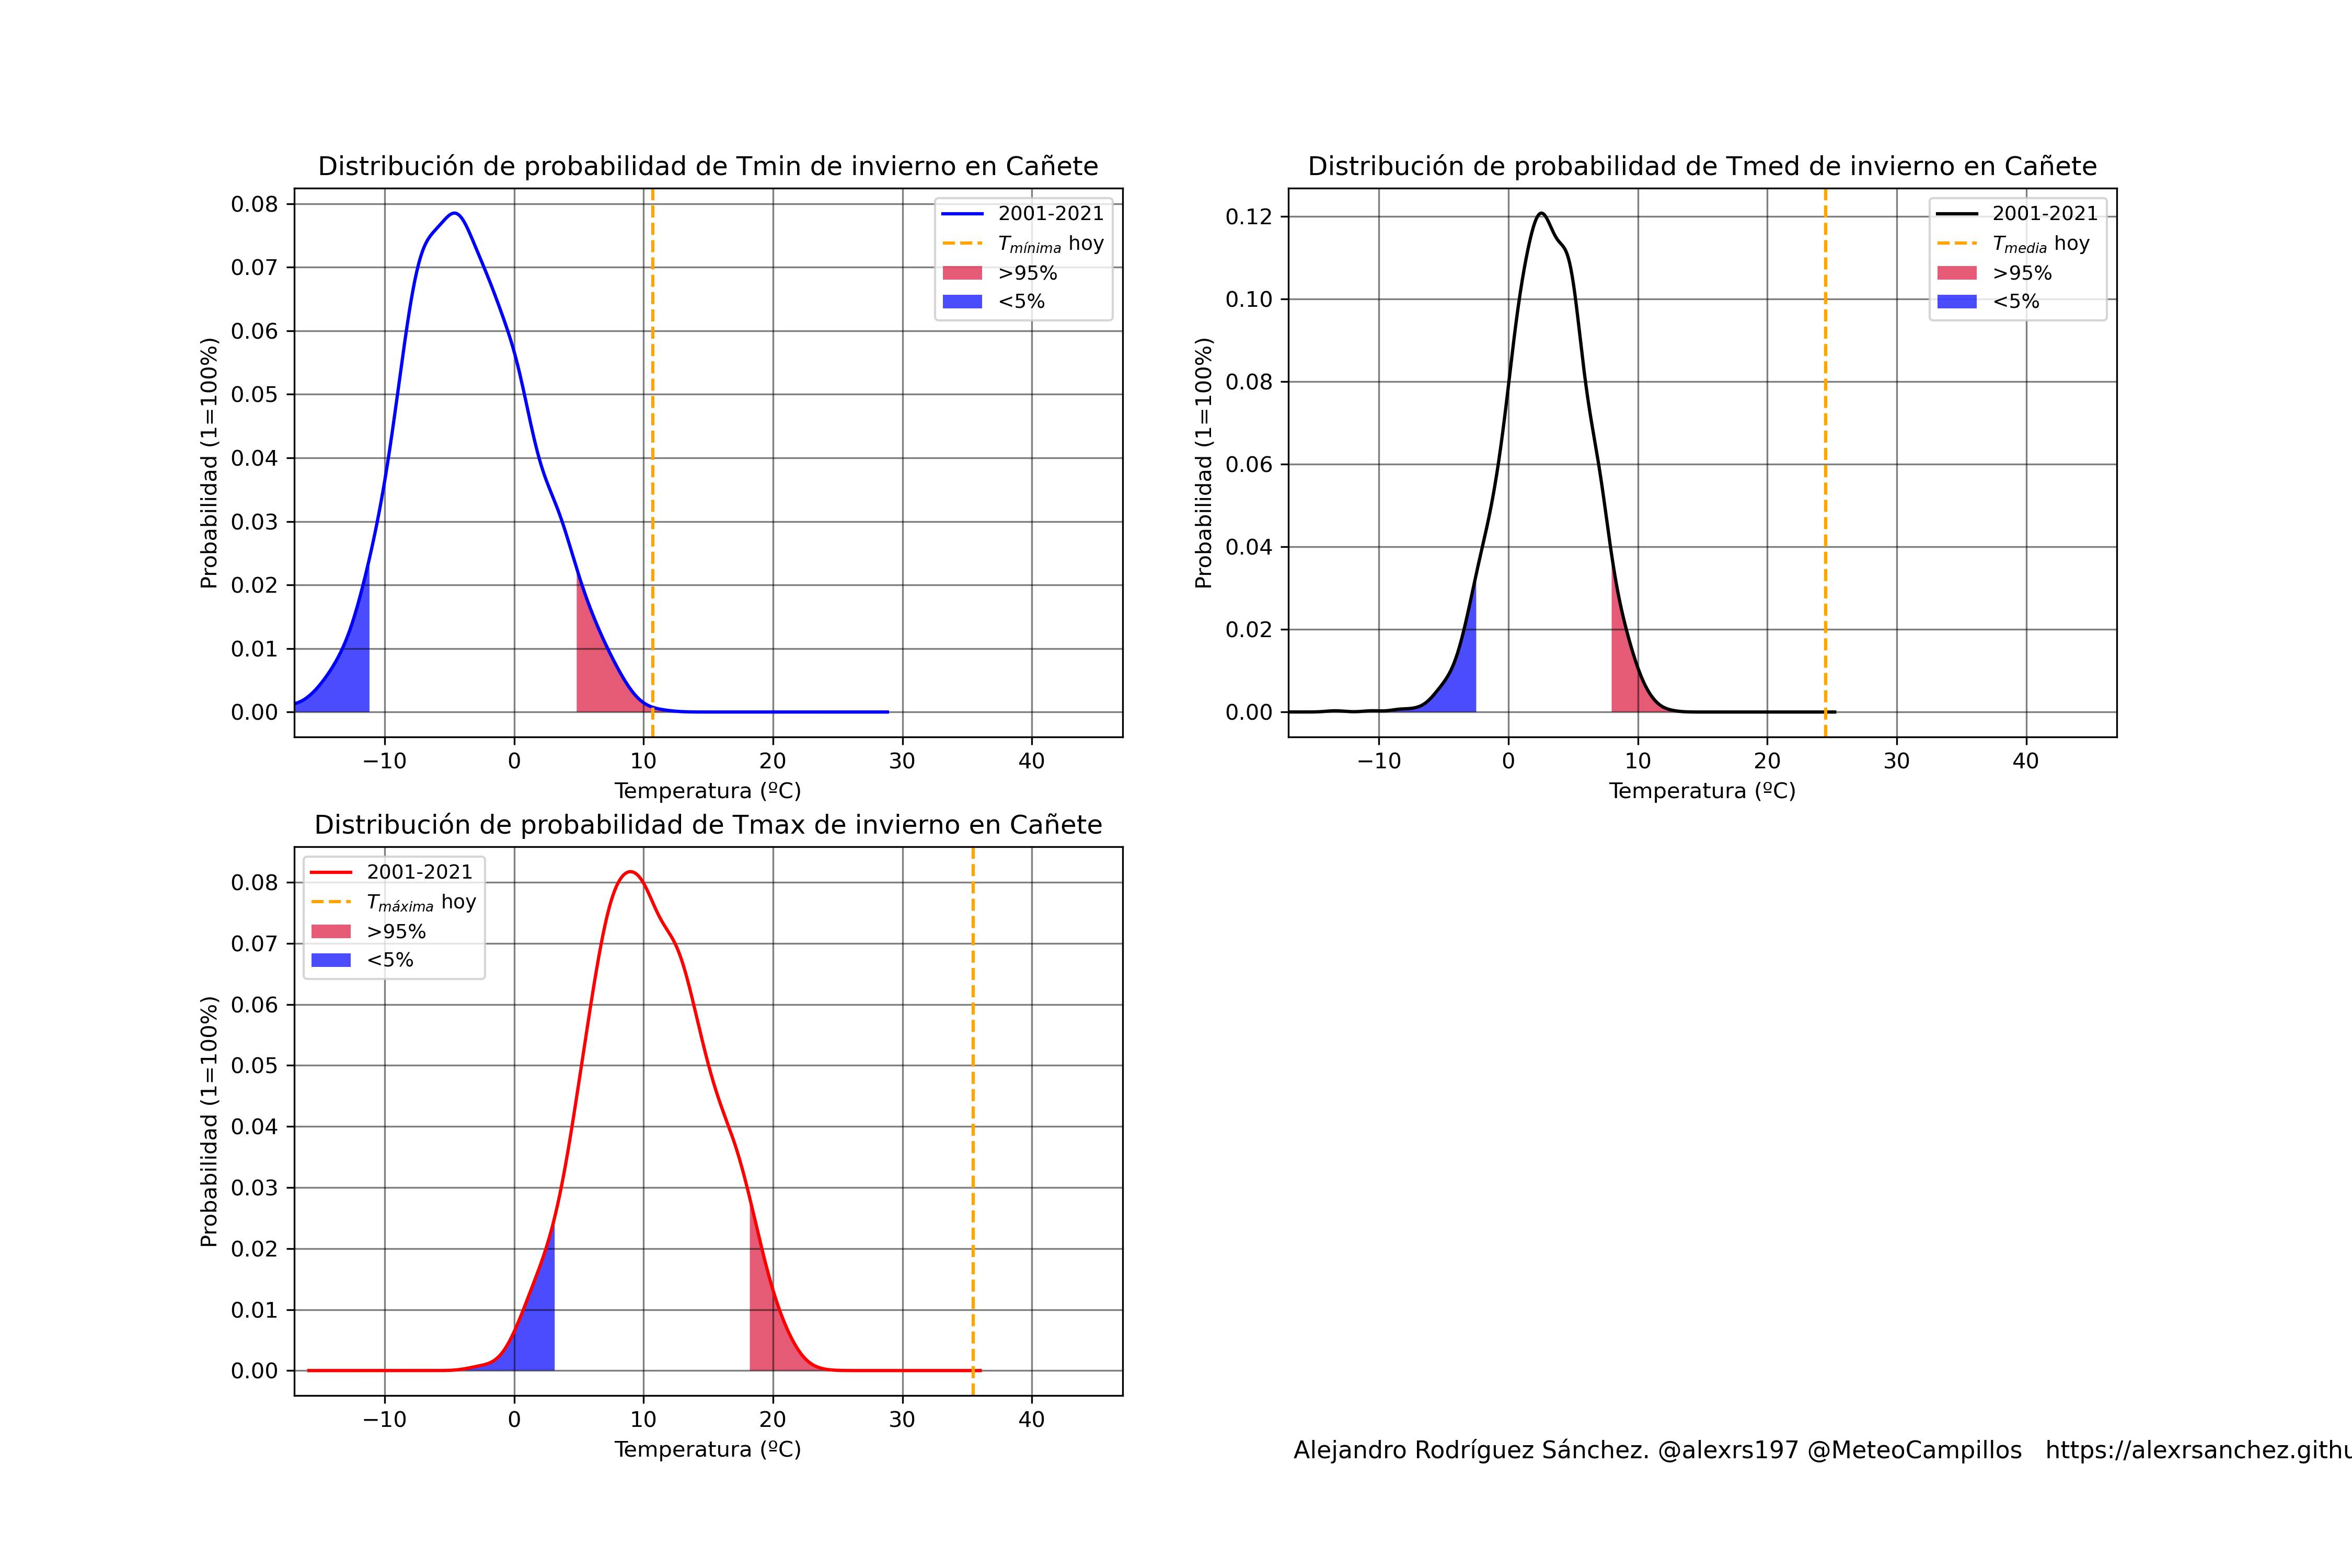 Distribución de probabilidad de Tmin de invierno en Cañete
0.08
0.07
0.06
0.05
0.04
0.03
0.02
0.01
0.00
Probabilidad (1=100%)
2001-2021
Tmínima hoy
>95%
<5%
−10 0 10 20 30 40
Temperatura (ºC)
Distribución de probabilidad de Tmed de invierno en Cañete
0.12
0.10
0.08
0.06
0.04
0.02
0.00
Probabilidad (1=100%)
2001-2021
Tmedia hoy
>95%
<5%
−10 0 10 20 30 40
Temperatura (ºC)
Distribución de probabilidad de Tmax de invierno en Cañete
0.08
0.07
0.06
0.05
0.04
0.03
0.02
0.01
0.00
Probabilidad (1=100%)
2001-2021
Tmáxima hoy
>95%
<5%
−10 0 10 20 30 40
Temperatura (ºC)
Alejandro Rodríguez Sánchez. @alexrs197 @MeteoCampillos https://alexrsanchez.githu